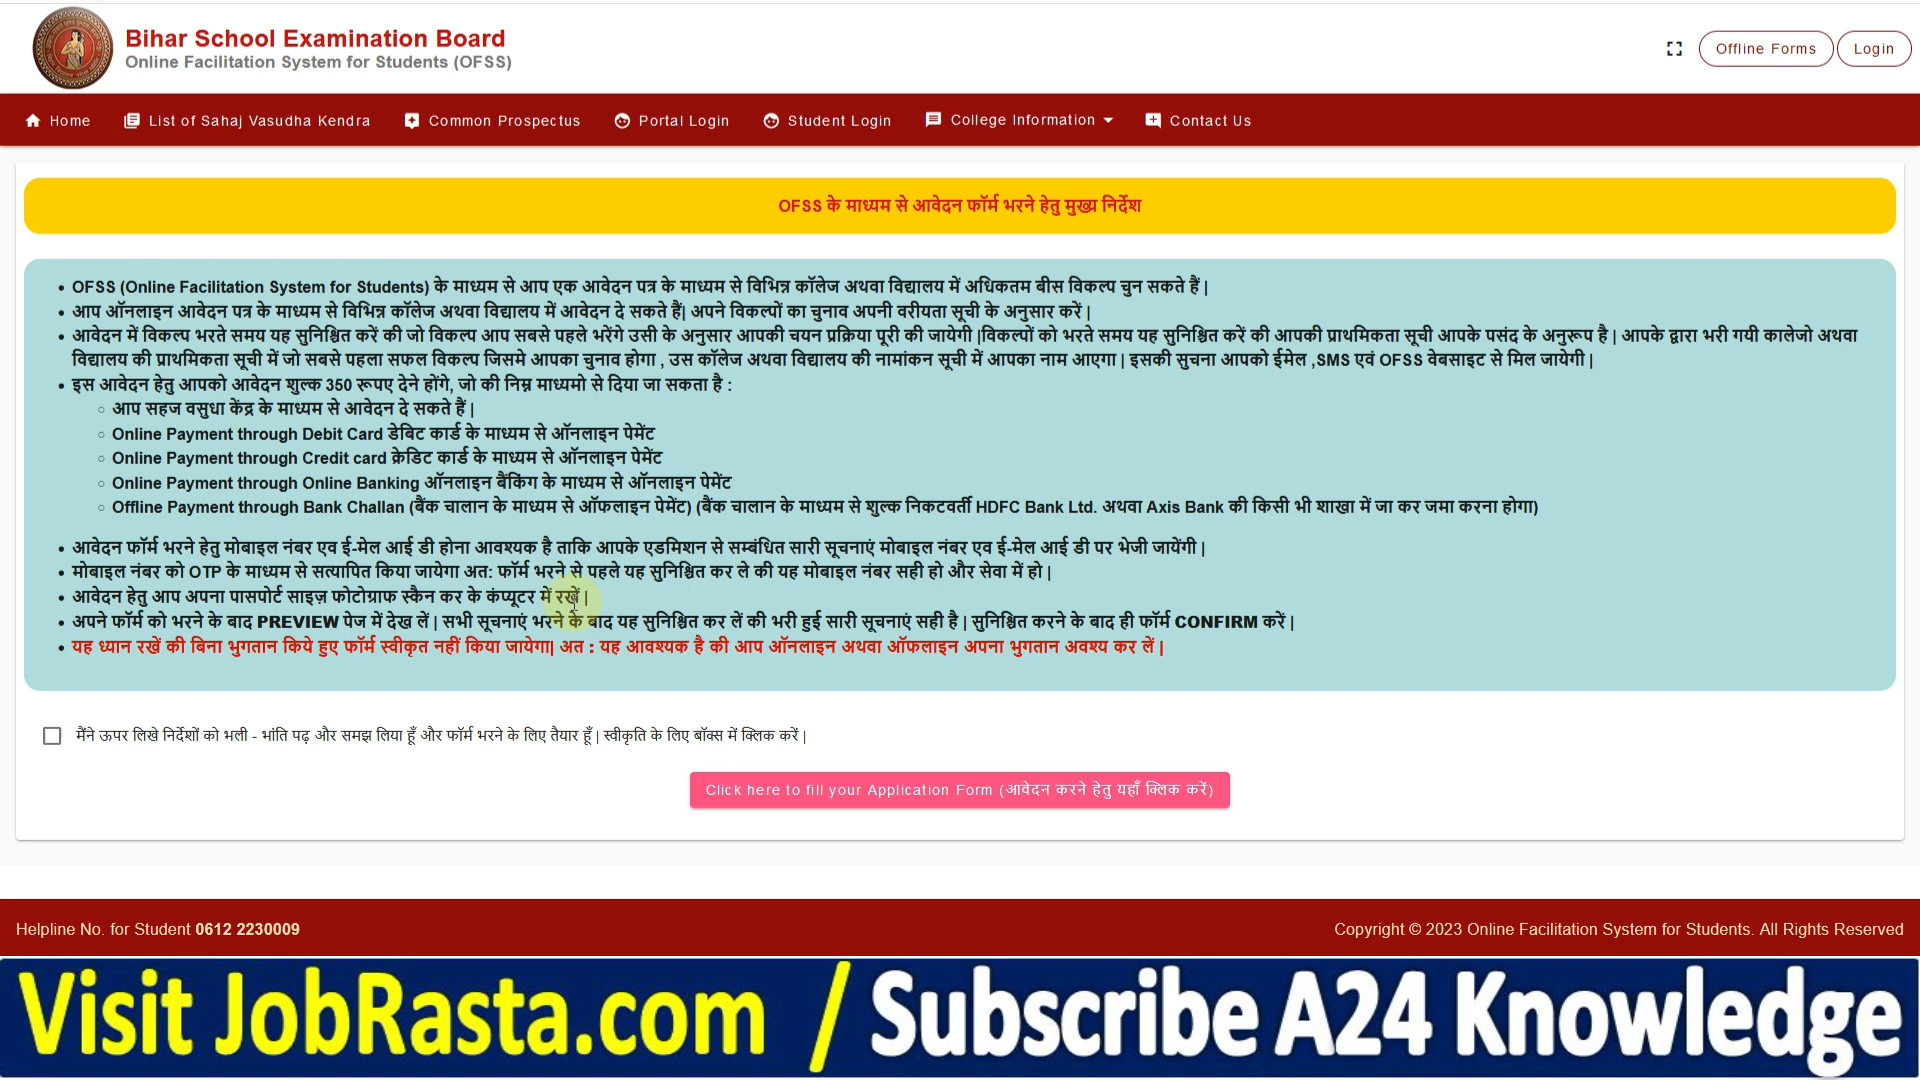 Bihar School Examination Board
Online Facilitation System for Students (OFSS)
Offline Forms
Login
Home
List of Sahaj Vasudha Kendra
Common Prospectus
Portal Login
Student Login
College Information
Contact Us
OFSS के माध्यम से आवेदन फॉर्म भरने हेतु मुख्य निर्देश
OFSS (Online Facilitation System for Students) के माध्यम से आप एक आवेदन पत्र के माध्यम से विभिन्न कॉलेज अथवा विद्यालय में अधिकतम बीस विकल्प चुन सकते हैं |
आप ऑनलाइन आवेदन पत्र के माध्यम से विभिन्न कॉलेज अथवा विद्यालय में आवेदन दे सकते हैं| अपने विकल्पों का चुनाव अपनी वरीयता सूची के अनुसार करें |
आवेदन में विकल्प भरते समय यह सुनिश्चित करें की जो विकल्प आप सबसे पहले भरेंगे उसी के अनुसार आपकी चयन प्रक्रिया पूरी की जायेगी |विकल्पों को भरते समय यह सुनिश्चित करें की आपकी प्राथमिकता सूची आपके पसंद के अनुरूप है | आपके द्वारा भरी गयी कालेजो अथवा
विद्यालय की प्राथमिकता सूची में जो सबसे पहला सफल विकल्प जिसमे आपका चुनाव होगा , उस कॉलेज अथवा विद्यालय की नामांकन सूची में आपका नाम आएगा | इसकी सुचना आपको ईमेल ,SMS एवं OFSS वेबसाइट से मिल जायेगी |
इस आवेदन हेतु आपको आवेदन शुल्क 350 रूपए देने होंगे, जो की निम्न माध्यमो से दिया जा सकता है :
आप सहज वसुधा केंद्र के माध्यम से आवेदन दे सकते हैं |
Online Payment through Debit Card डेबिट कार्ड के माध्यम से ऑनलाइन पेमेंट
Online Payment through Credit card क्रेडिट कार्ड के माध्यम से ऑनलाइन पेमेंट
Online Payment through Online Banking ऑनलाइन बैंकिंग के माध्यम से ऑनलाइन पेमेंट
Offline Payment through Bank Challan (बैंक चालान के माध्यम से ऑफलाइन पेमेंट) (बैंक चालान के माध्यम से शुल्क निकटवर्ती HDFC Bank Ltd. अथवा Axis Bank की किसी भी शाखा में जा कर जमा करना होगा)
आवेदन फॉर्म भरने हेतु मोबाइल नंबर एव ई-मेल आई डी होना आवश्यक है ताकि आपके एडमिशन से सम्बंधित सारी सूचनाएं मोबाइल नंबर एव ई-मेल आई डी पर भेजी जायेंगी |
मोबाइल नंबर को OTP के माध्यम से सत्यापित किया जायेगा अत: फॉर्म भरने से पहले यह सुनिश्चित कर ले की यह मोबाइल नंबर सही हो और सेवा में हो |
आवेदन हेतु आप अपना पासपोर्ट साइज़ फोटोग्राफ स्कैन कर के कंप्यूटर में रखें |
अपने फॉर्म को भरने के बाद PREVIEW पेज में देख लें | सभी सूचनाएं भरने के बाद यह सुनिश्चित कर लें की भरी हुई सारी सूचनाएं सही है | सुनिश्चित करने के बाद ही फॉर्म CONFIRM करें |
यह ध्यान रखें की बिना भुगतान किये हुए फॉर्म स्वीकृत नहीं किया जायेगा| अत : यह आवश्यक है की आप ऑनलाइन अथवा ऑफलाइन अपना भुगतान अवश्य कर लें |
मैंने ऊपर लिखे निर्देशों को भली - भांति पढ़ और समझ लिया हूँ और फॉर्म भरने के लिए तैयार हूँ | स्वीकृति के लिए बॉक्स में क्लिक करें |
Click here to fill your Application Form (आवेदन करने हेतु यहाँ क्लिक करें)
Helpline No. for Student 0612 2230009
Copyright © 2023 Online Facilitation System for Students. All Rights Reserved
Visit JobRasta.com / Subscribe A24 Knowledge